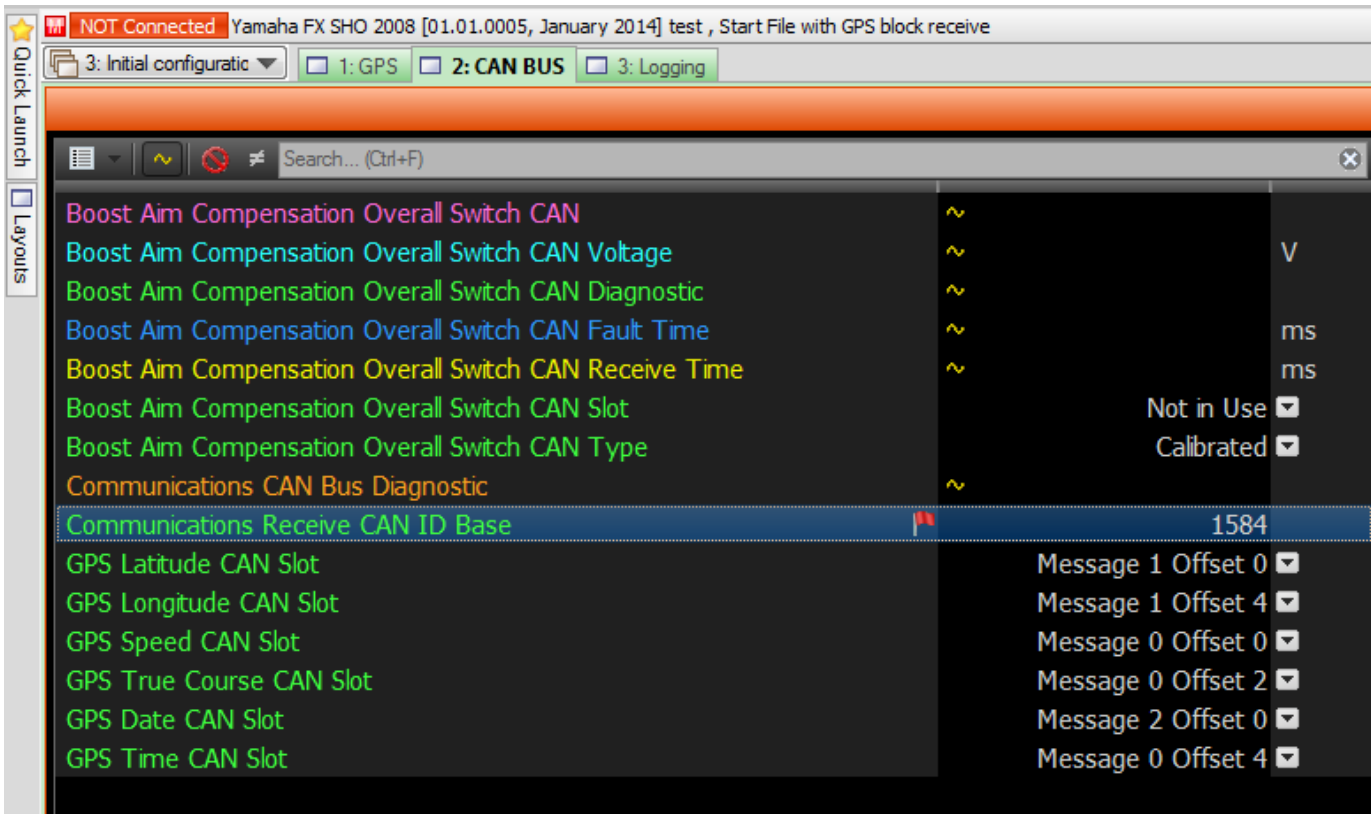 NOT Connected Yamaha FX SHO 2008 [01.01.0005, January 2014] test , Start File with GPS block receive
3: Initial configuratic 1: GPS 2: CAN BUS 3: Logging
Quick Launch
Layouts
Search... (Ctrl+F)
Boost Aim Compensation Overall Switch CAN
Boost Aim Compensation Overall Switch CAN Voltage V
Boost Aim Compensation Overall Switch CAN Diagnostic
Boost Aim Compensation Overall Switch CAN Fault Time ms
Boost Aim Compensation Overall Switch CAN Receive Time ms
Boost Aim Compensation Overall Switch CAN Slot Not in Use
Boost Aim Compensation Overall Switch CAN Type Calibrated
Communications CAN Bus Diagnostic
Communications Receive CAN ID Base 1584
GPS Latitude CAN Slot Message 1 Offset 0
GPS Longitude CAN Slot Message 1 Offset 4
GPS Speed CAN Slot Message 0 Offset 0
GPS True Course CAN Slot Message 0 Offset 2
GPS Date CAN Slot Message 2 Offset 0
GPS Time CAN Slot Message 0 Offset 4